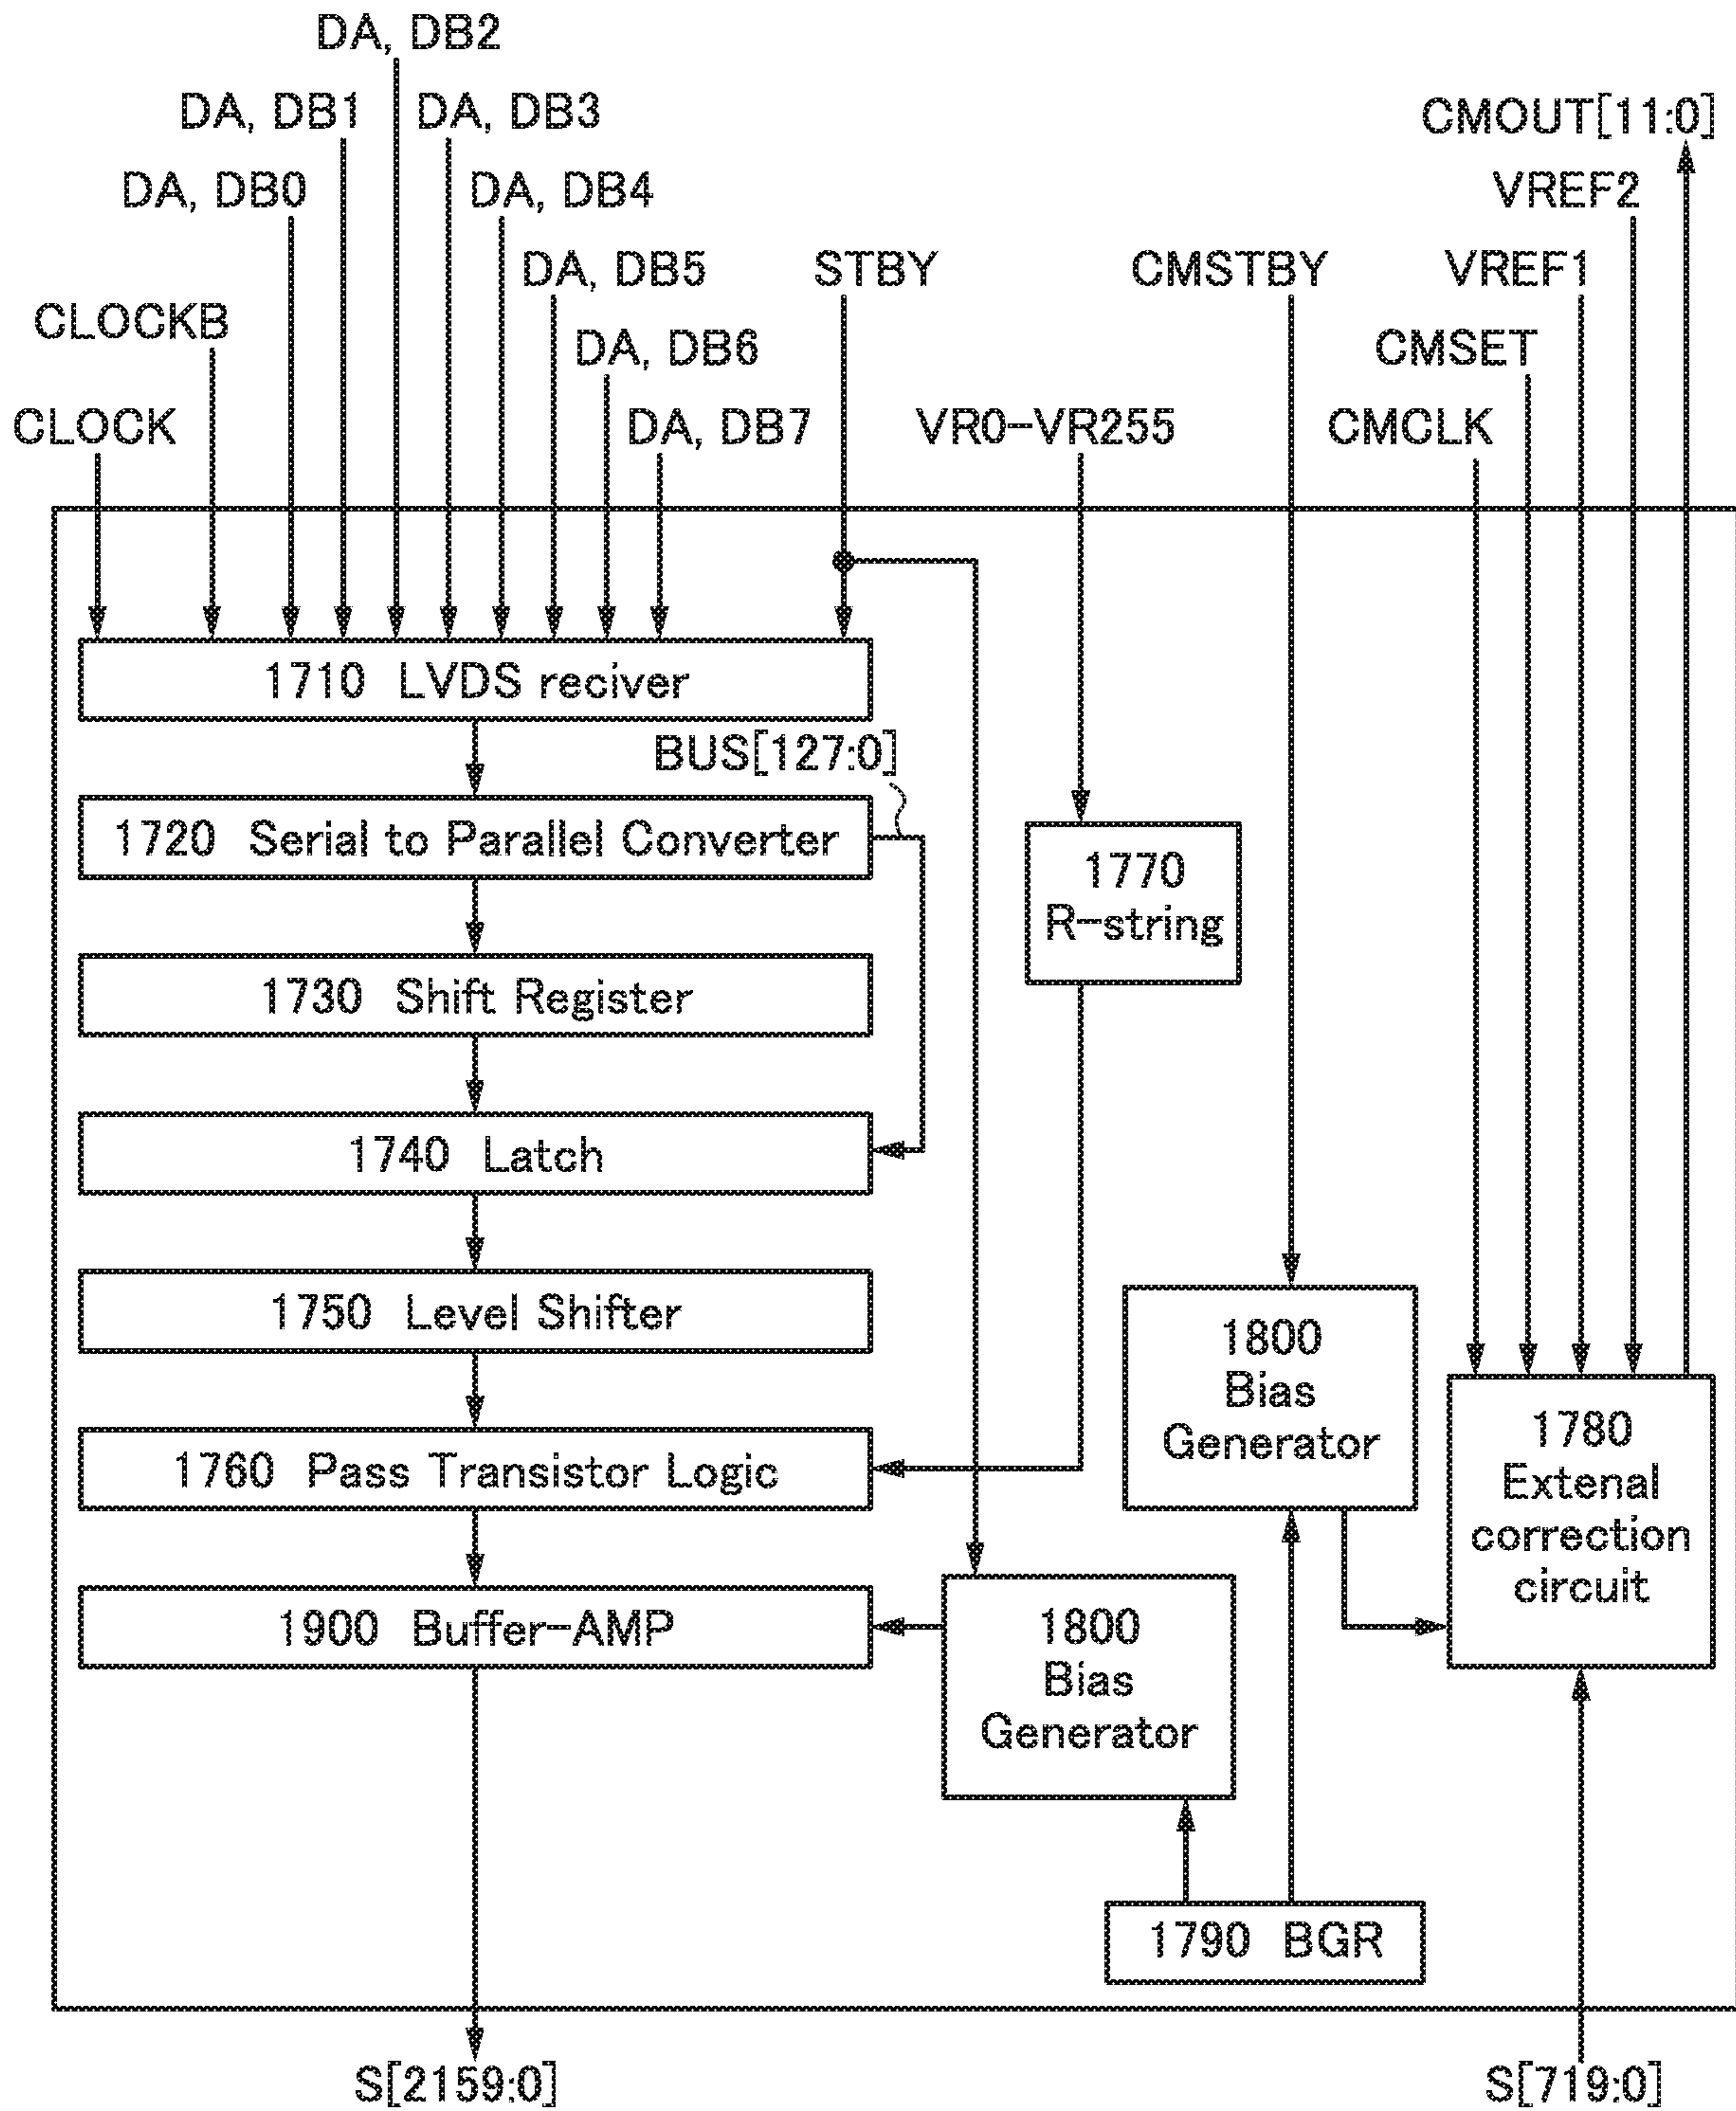 DA, DB2
DA, DB1
DA, DB3
CMOUT[11:0]
DA, DB0
DA, DB4
VREF2
DA, DB5
STBY
CMSTBY
VREF1
CLOCKB
DA, DB6
CMSET
CLOCK
DA, DB7
VR0-VR255
CMCLK
1710 LVDS reciver
BUS[127:0]
1720 Serial to Parallel Converter
1770
R-string
1730 Shift Register
1740 Latch
1750 Level Shifter
1800
Bias
Generator
1760 Pass Transistor Logic
1780
Extenal
correction
circuit
1900 Buffer-AMP
1800
Bias
Generator
1790 BGR
S[2159:0]
S[719:0]